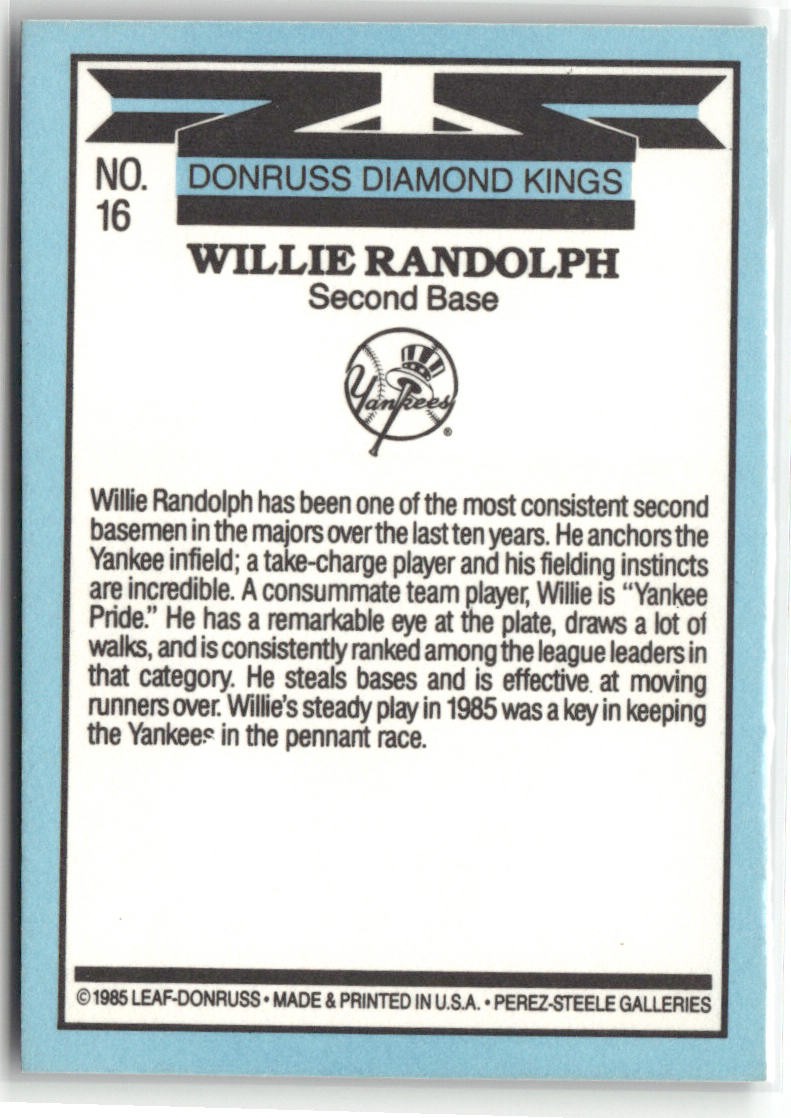 NO.
16
DONRUSS DIAMOND KINGS
WILLIE RANDOLPH
Second Base
Yankees
®
Willie Randolph has been one of the most consistent second
basemen in the majors over the last ten years. He anchors the
Yankee infield; a take-charge player and his fielding instincts
are incredible. A consummate team player, Willie is “Yankee
Pride.” He has a remarkable eye at the plate, draws a lot of
walks, and is consistently ranked among the league leaders in
that category. He steals bases and is effective at moving
runners over. Willie’s steady play in 1985 was a key in keeping
the Yankees in the pennant race.
© 1985 LEAF-DONRUSS • MADE & PRINTED IN U.S.A. • PEREZ-STEELE GALLERIES